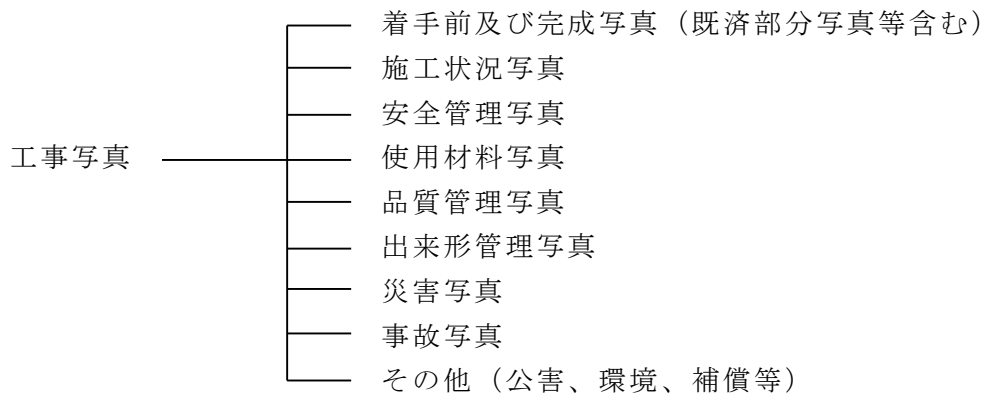 着手前及び完成写真（既済部分写真等含む）
施工状況写真
安全管理写真
工事写真
使用材料写真
品質管理写真
出来形管理写真
災害写真
事故写真
その他（公害、環境、補償等）